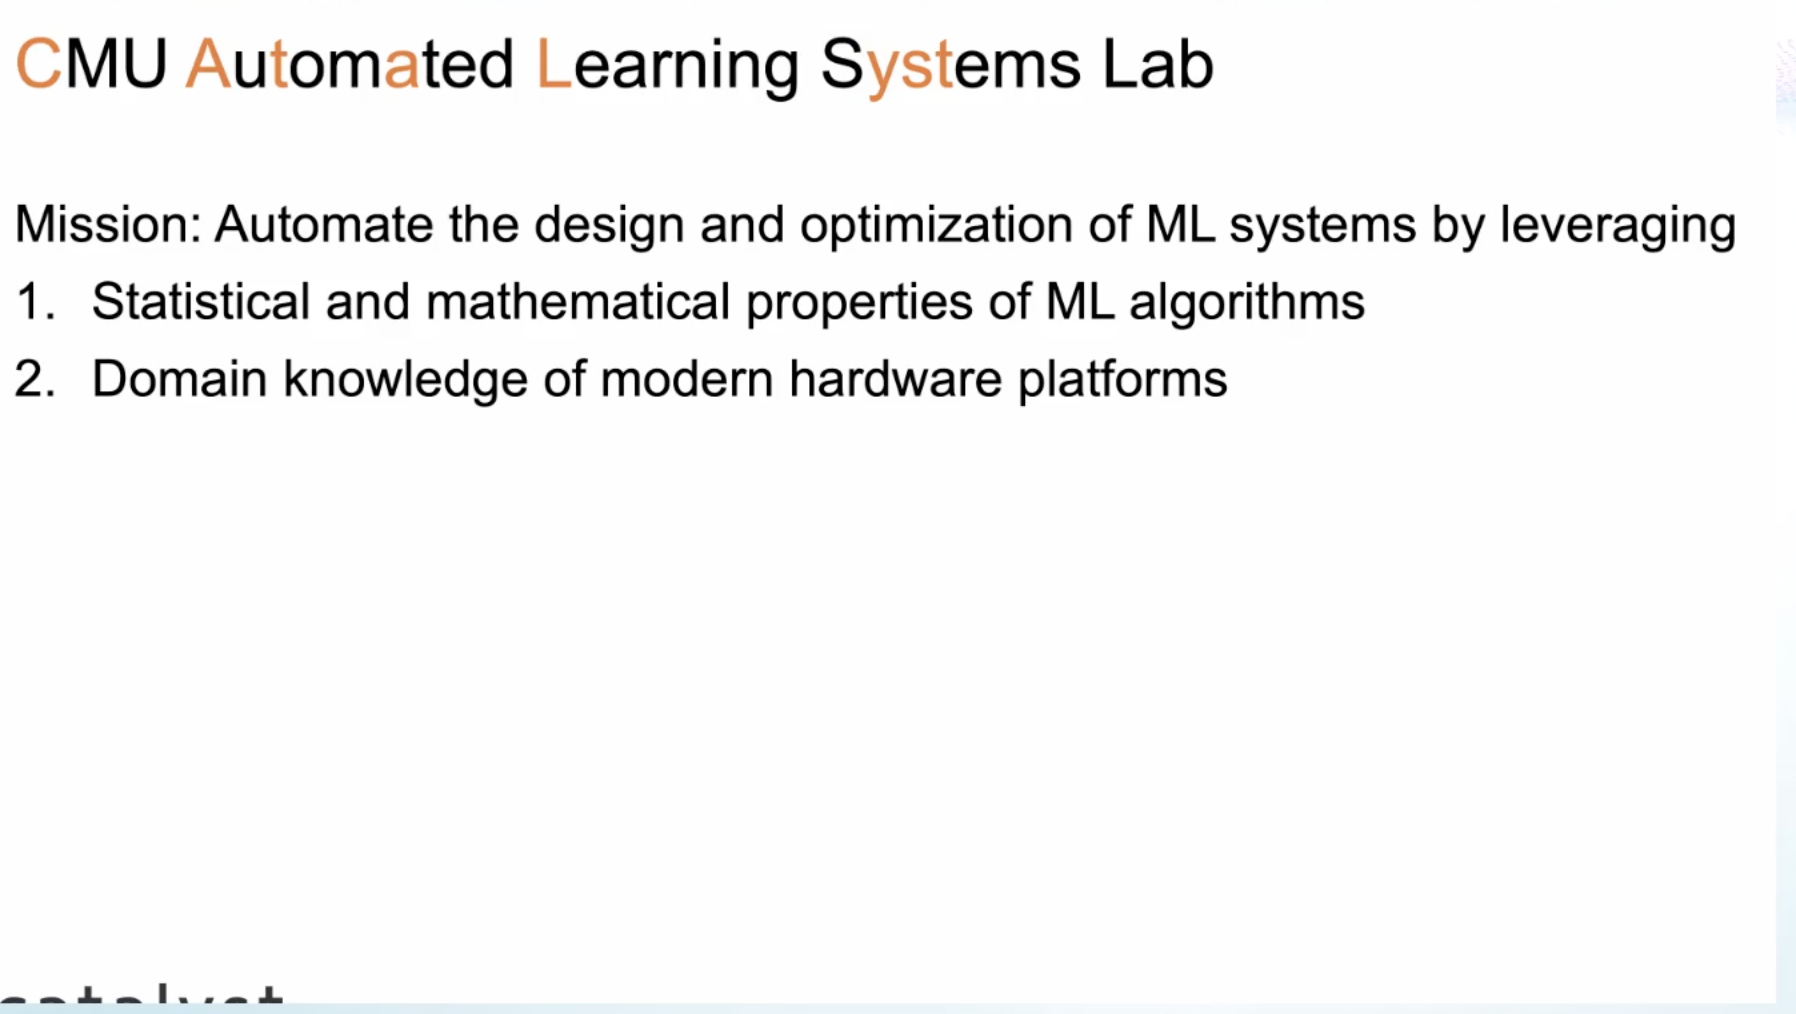 CMU Automated Learning Systems Lab
Mission: Automate the design and optimization of ML systems by leveraging
1. Statistical and mathematical properties of ML algorithms
2. Domain knowledge of modern hardware platforms
catalyst